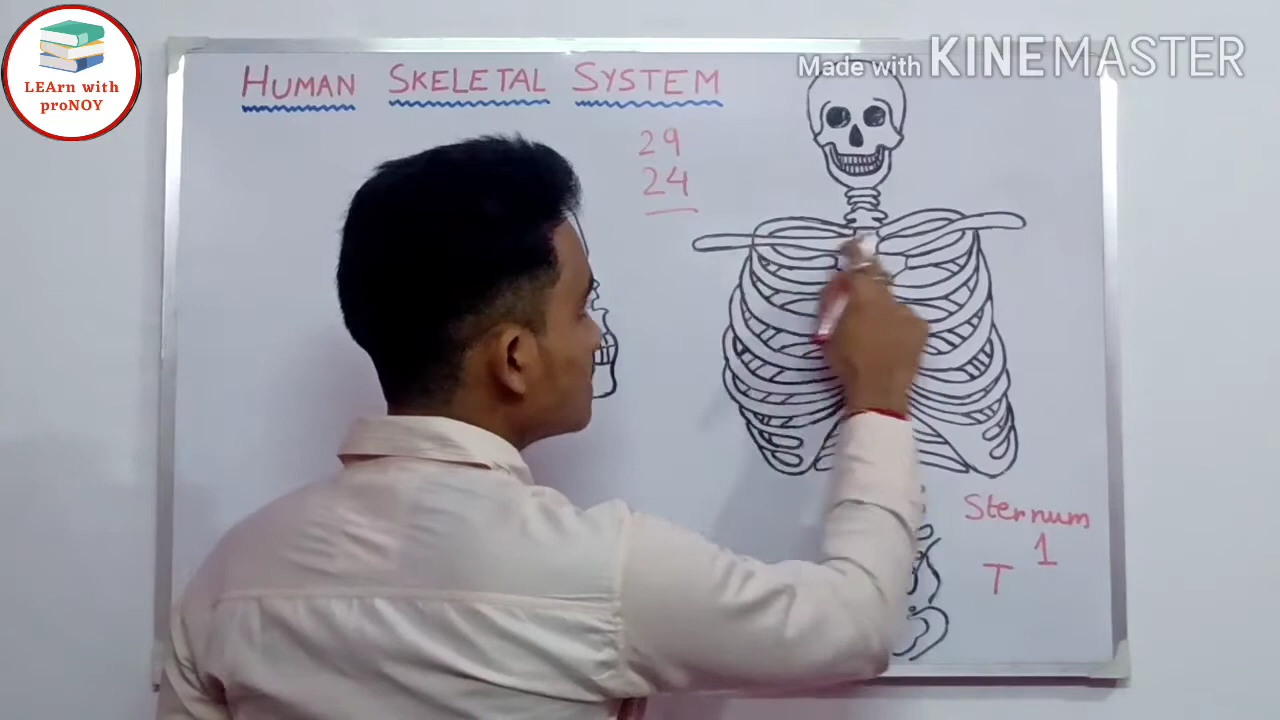 LEArn with
proNOY
Made with KINEMASTER
HUMAN SKELETAL SYSTEM
29
24
Sternum
1
T